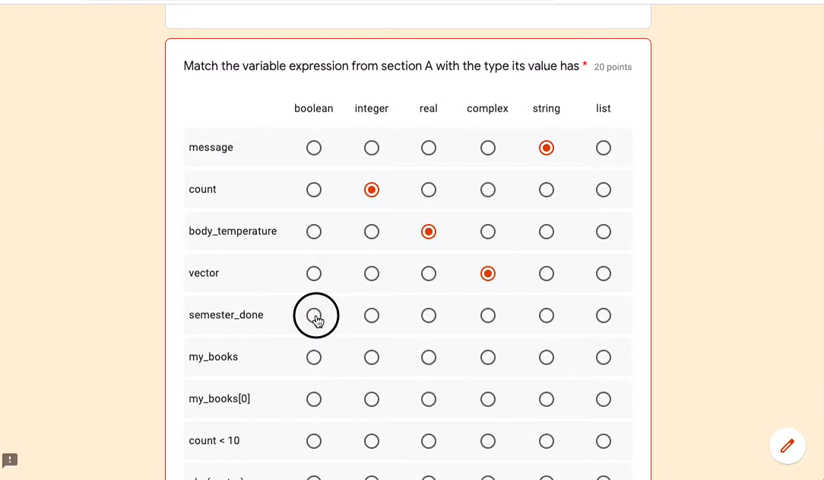 Match the variable expression from section A with the type its value has * 20 points
boolean integer real complex string list
message
count
body_temperature
vector
semester_done
my_books
my_books[0]
count < 10